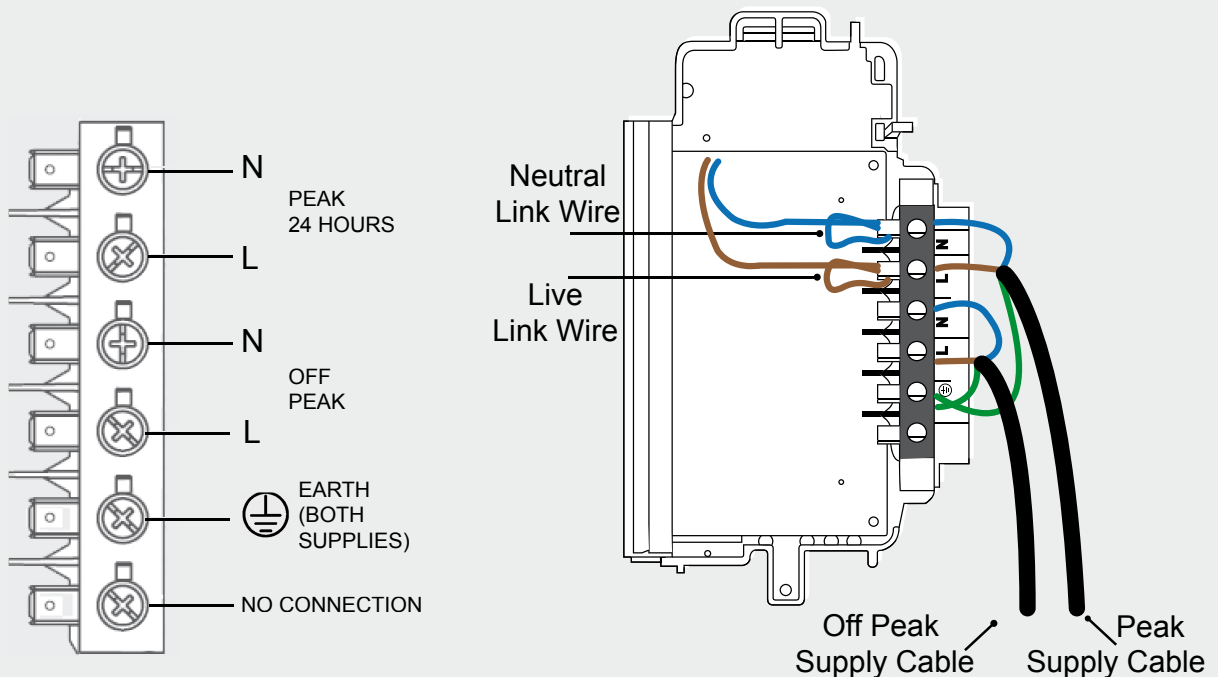 N
PEAK
24 HOURS
L
N
OFF
PEAK
L
EARTH
(BOTH
SUPPLIES)
NO CONNECTION
Neutral
Link Wire
Live
Link Wire
N
L
N
L
Off Peak
Supply Cable
Peak
Supply Cable